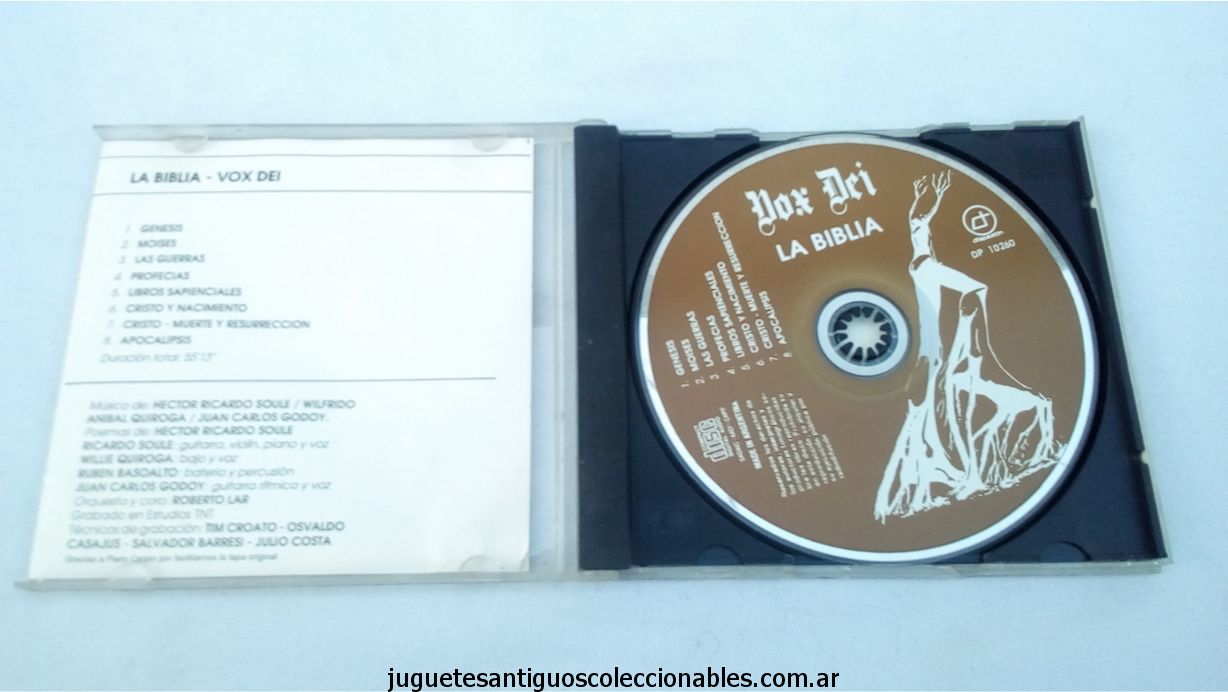 LA BIBLIA - VOX DEI
1. GENESIS
2. MOISES
3. LAS GUERRAS
4. PROFECIAS
5. LIBROS SAPIENCIALES
6. CRISTO Y NACIMIENTO
7. CRISTO - MUERTE Y RESURRECCION
8. APOCALIPSIS
Duración total: 55'13"
Música de: HECTOR RICARDO SOULE / WILFRIDO
ANIBAL QUIROGA / JUAN CARLOS GODOY.
Poemas de: HECTOR RICARDO SOULE
RICARDO SOULE: guitarra, violín, piano y voz
WILLIE QUIROGA: bajo y voz
RUBEN BASOALTO: batería y percusión
JUAN CARLOS GODOY: guitarra rítmica y voz
Orquesta y coro: ROBERTO LAR
Grabado en Estudios TNT
Técnicos de grabación: TIM CROATO - OSVALDO
CASAJUS - SALVADOR BARRESI - JULIO COSTA
Gracias a por facilitarnos la tapa original
Vox Dei
LA BIBLIA
DP 10260
1 GENESIS
2 MOISES
3 LAS GUERRAS
4 PROFECIAS
5 LIBROS SAPIENCIALES
6 CRISTO Y NACIMIENTO
7 CRISTO - MUERTE Y RESURRECCION
8 APOCALIPSIS
MADE IN ARGENTINA
juguetesantiguoscoleccionables.com.ar